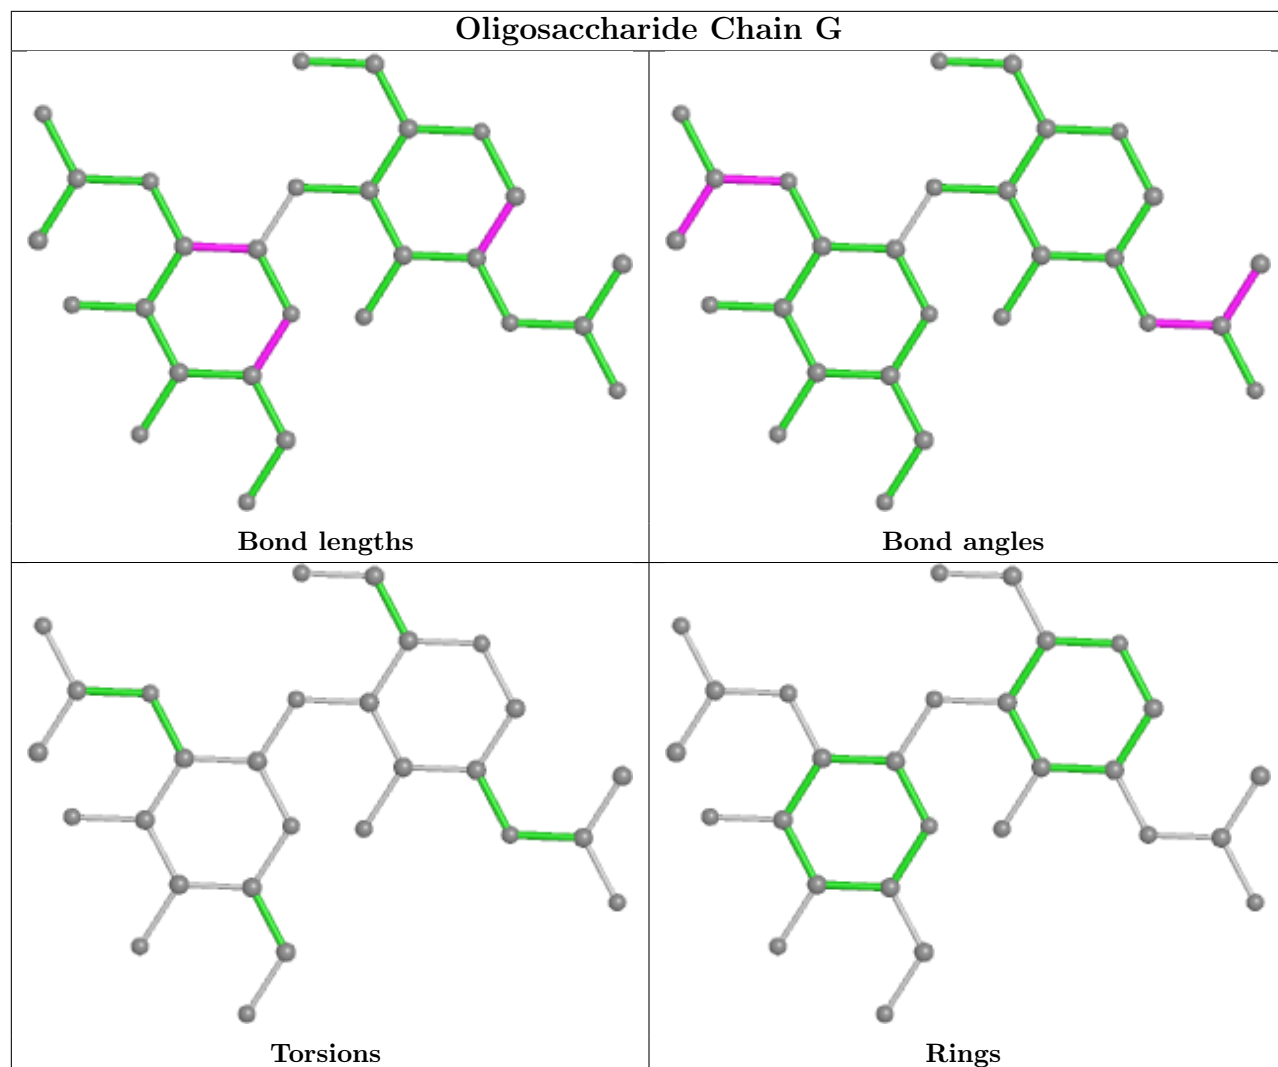 Oligosaccharide Chain G
Bond lengths
Bond angles
Torsions
Rings